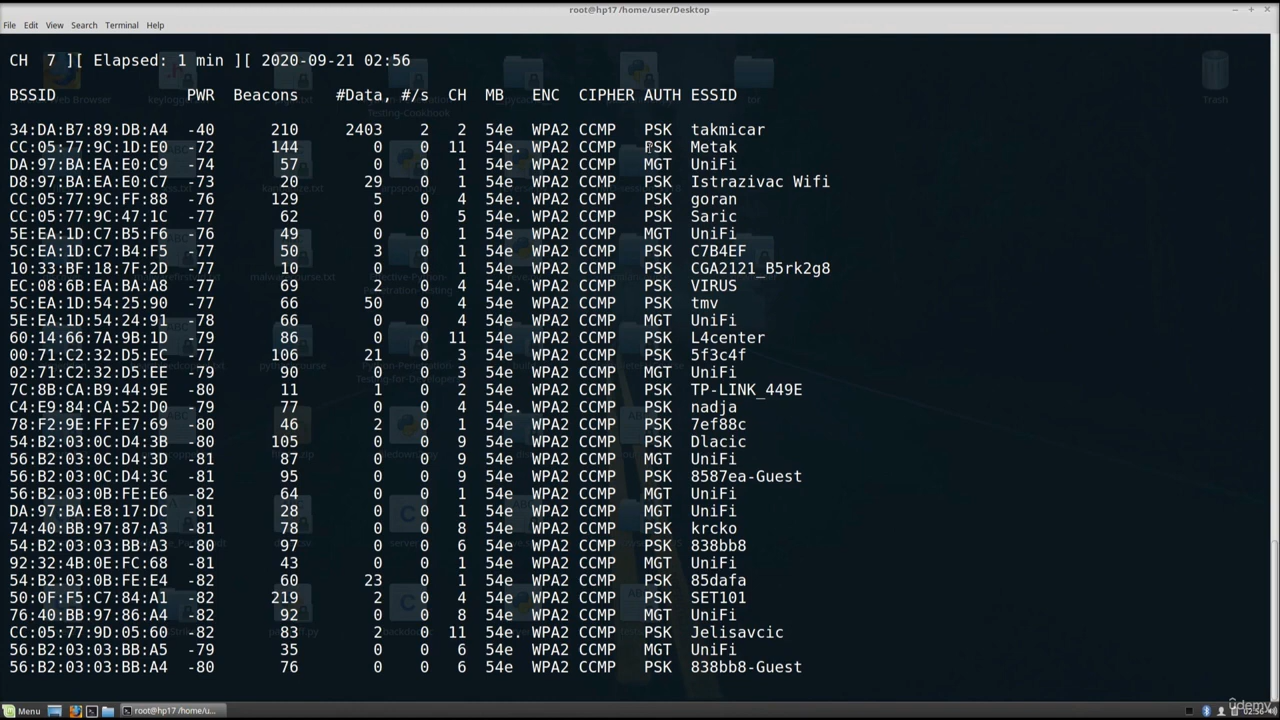 root@hp17 /home/user/Desktop
File Edit View Search Terminal Help
CH 7 ][ Elapsed: 1 min ][ 2020-09-21 02:56
BSSID PWR Beacons #Data, #/s CH MB ENC CIPHER AUTH ESSID
34:DA:B7:89:DB:A4 -40 210 2403 2 2 54e WPA2 CCMP PSK takmicar
CC:05:77:9C:1D:E0 -72 144 0 0 11 54e. WPA2 CCMP PSK Metak
DA:97:BA:EA:E0:C9 -74 57 0 0 1 54e WPA2 CCMP MGT UniFi
D8:97:BA:EA:E0:C7 -73 20 29 0 1 54e WPA2 CCMP PSK Istrazivac Wifi
CC:05:77:9C:FF:88 -76 129 5 0 4 54e. WPA2 CCMP PSK goran
CC:05:77:9C:47:1C -77 62 0 0 5 54e. WPA2 CCMP PSK Saric
5E:EA:1D:C7:B5:F6 -76 49 0 0 1 54e WPA2 CCMP MGT UniFi
5C:EA:1D:C7:B4:F5 -77 50 3 0 1 54e WPA2 CCMP PSK C7B4EF
10:33:BF:18:7F:2D -77 10 0 0 1 54e WPA2 CCMP PSK CGA2121_B5rk2g8
EC:08:6B:EA:BA:A8 -77 69 2 0 4 54e. WPA2 CCMP PSK VIRUS
5C:EA:1D:54:25:90 -77 66 50 0 4 54e WPA2 CCMP PSK tmv
5E:EA:1D:54:24:91 -78 66 0 0 4 54e WPA2 CCMP MGT UniFi
60:14:66:7A:9B:1D -79 86 0 0 11 54e WPA2 CCMP PSK L4center
00:71:C2:32:D5:EC -77 106 21 0 3 54e WPA2 CCMP PSK 5f3c4f
02:71:C2:32:D5:EE -79 90 0 0 3 54e WPA2 CCMP MGT UniFi
7C:8B:CA:B9:44:9E -80 11 1 0 2 54e WPA2 CCMP PSK TP-LINK_449E
C4:E9:84:CA:52:D0 -79 77 0 0 4 54e. WPA2 CCMP PSK nadja
78:F2:9E:FF:E7:69 -80 46 2 0 1 54e WPA2 CCMP PSK 7ef88c
54:B2:03:0C:D4:3B -80 105 0 0 9 54e WPA2 CCMP PSK Dlacic
56:B2:03:0C:D4:3D -81 87 0 0 9 54e WPA2 CCMP MGT UniFi
56:B2:03:0C:D4:3C -81 95 0 0 9 54e WPA2 CCMP PSK 8587ea-Guest
56:B2:03:0B:FE:E6 -82 64 0 0 1 54e WPA2 CCMP MGT UniFi
DA:97:BA:E8:17:DC -81 28 0 0 1 54e WPA2 CCMP MGT UniFi
74:40:BB:97:87:A3 -81 78 0 0 8 54e WPA2 CCMP PSK krcko
54:B2:03:03:BB:A3 -80 97 0 0 6 54e WPA2 CCMP PSK 838bb8
92:32:4B:0E:FC:68 -81 43 0 0 1 54e WPA2 CCMP MGT UniFi
54:B2:03:0B:FE:E4 -82 60 23 0 1 54e WPA2 CCMP PSK 85dafa
50:0F:F5:C7:84:A1 -82 219 2 0 4 54e WPA2 CCMP PSK SET101
76:40:BB:97:86:A4 -82 92 0 0 8 54e WPA2 CCMP MGT UniFi
CC:05:77:9D:05:60 -82 83 2 0 11 54e. WPA2 CCMP PSK Jelisavcic
56:B2:03:03:BB:A5 -79 35 0 0 6 54e WPA2 CCMP MGT UniFi
56:B2:03:03:BB:A4 -80 76 0 0 6 54e WPA2 CCMP PSK 838bb8-Guest
Trash
Menu root@hp17 /home/u... 02:56
udemy